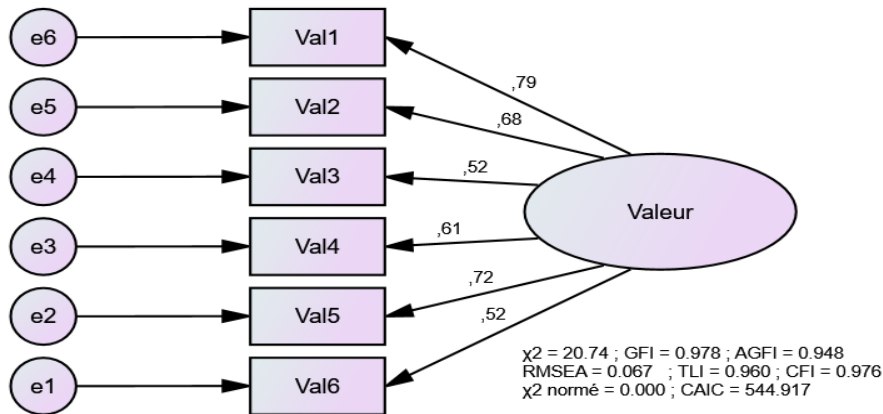 e6 Val1
,79
e5 Val2
,68
e4 Val3
,52
Valeur
e3 Val4
,61
e2 Val5
,72
,52
e1 Val6
χ2 = 20.74 ; GFI = 0.978 ; AGFI = 0.948
RMSEA = 0.067 ; TLI = 0.960 ; CFI = 0.976
χ2 normé = 0.000 ; CAIC = 544.917